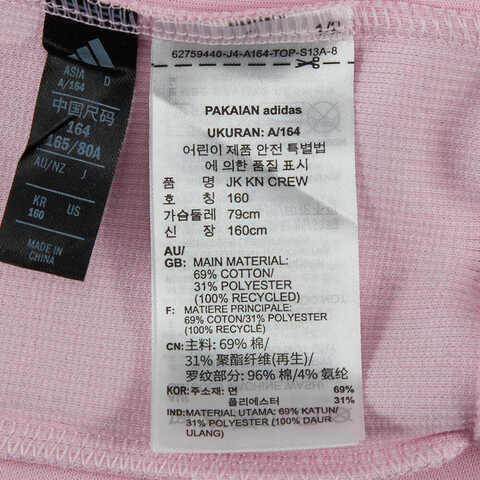 ASIA D
A/164
中国尺码
164
165/80A
AU/NZ J
KR US
160
MADE IN
CHINA
1/1
62759440-J4-A164-TOP-S13A-8
PAKAIAN adidas
UKURAN: A/164
어린이 제품 안전 특별법
에 의한 품질 표시
품 명 JK KN CREW
호 칭 160
가슴둘레 79cm
신 장 160cm
AU/
GB: MAIN MATERIAL:
69% COTTON/
31% POLYESTER
(100% RECYCLED)
F: MATIERE PRINCIPALE:
69% COTON/31% POLYESTER
(100% RECYCLE)
CN: 主料: 69% 棉/
31% 聚酯纤维(再生)/
罗纹部分: 96% 棉/4% 氨纶
KOR: 주소재: 면 69%
폴리에스터 31%
IND: MATERIAL UTAMA: 69% KATUN/
31% POLYESTER (100% DAUR
ULANG)